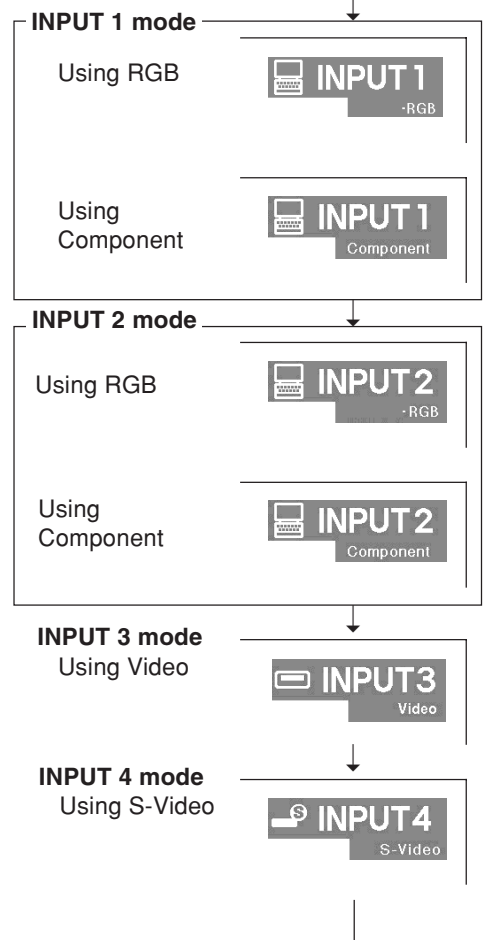 INPUT 1 mode
Using RGB
INPUT 1
-RGB
Using
Component
INPUT 1
Component
INPUT 2 mode
Using RGB
INPUT 2
-RGB
Using
Component
INPUT 2
Component
INPUT 3 mode
Using Video
INPUT3
Video
INPUT 4 mode
Using S-Video
INPUT4
S-Video